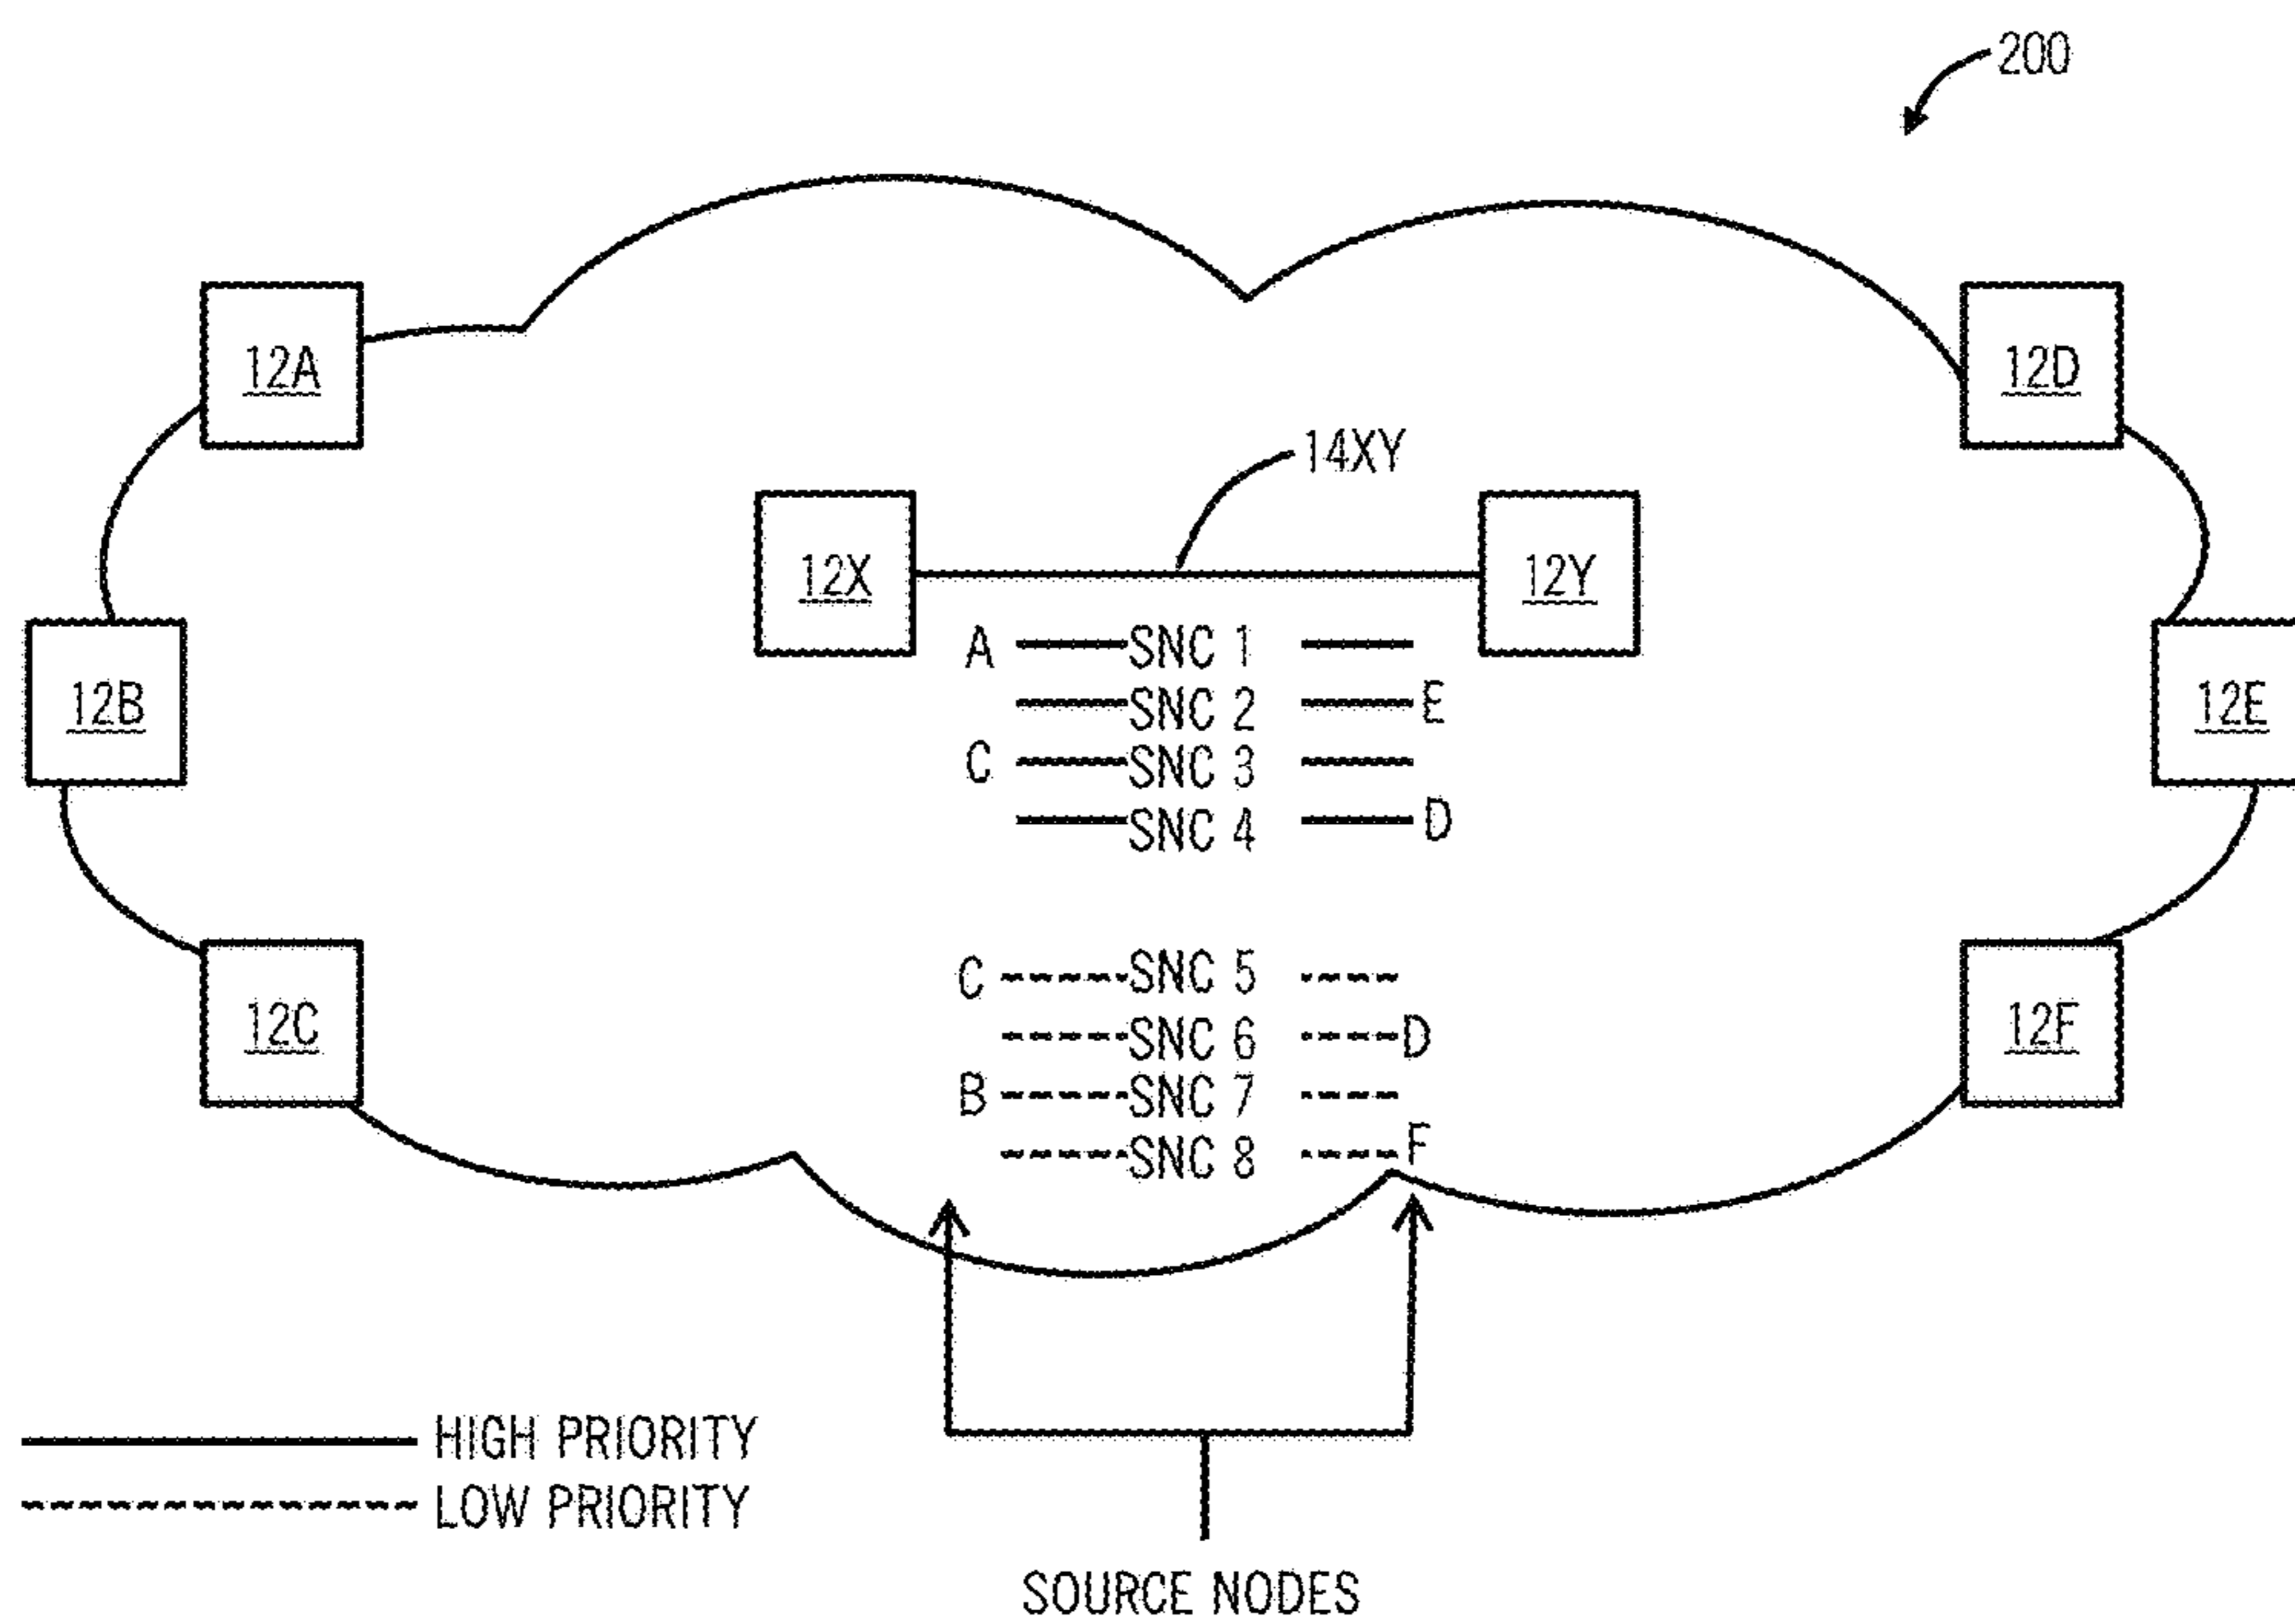 200
12A
12D
14XY
12X
12Y
12B
12E
A SNC 1
SNC 2 E
C SNC 3
SNC 4 D
C SNC 5
SNC 6 D
B SNC 7
SNC 8 F
12C
12F
HIGH PRIORITY
LOW PRIORITY
SOURCE NODES